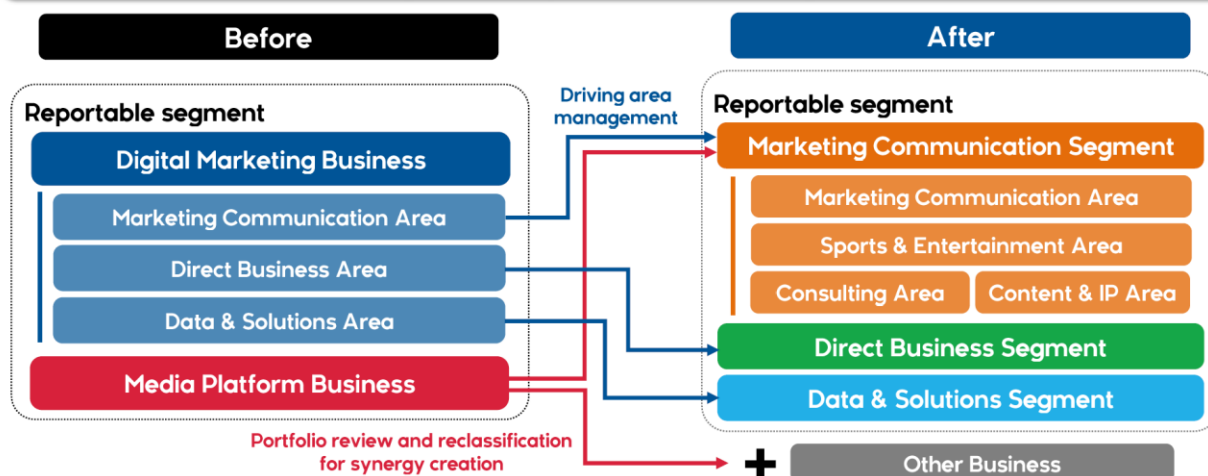 Before
Reportable segment
Digital Marketing Business
Marketing Communication Area
Direct Business Area
Data & Solutions Area
Media Platform Business
Driving area
management
Portfolio review and reclassification
for synergy creation
After
Reportable segment
Marketing Communication Segment
Marketing Communication Area
Sports & Entertainment Area
Consulting Area
Content & IP Area
Direct Business Segment
Data & Solutions Segment
+
Other Business